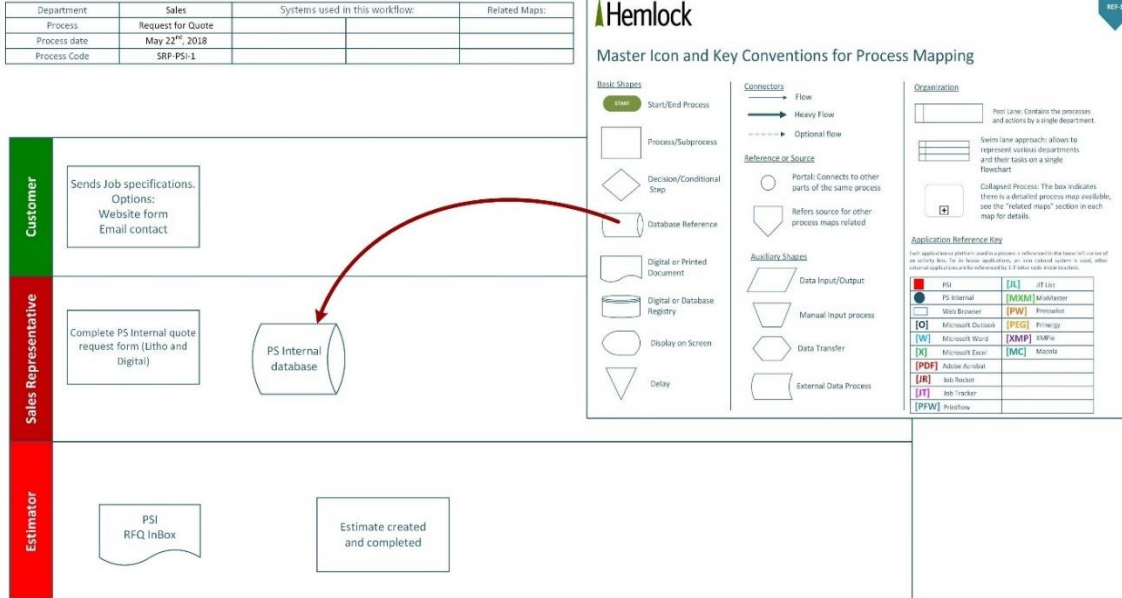 Department Sales Systems used in this workflow: Related Maps:
Process Request for Quote
Process date May 22nd, 2018
Process Code SRP-PSI-1
Hemlock
REF-
Master Icon and Key Conventions for Process Mapping
Basic Shapes
START
Start/End Process
Process/Subprocess
Decision/Conditional
Step
Database Reference
Digital or Printed
Document
Digital or Database
Registry
Display on Screen
Delay
Connectors
Flow
Heavy Flow
Optional flow
Reference or Source
Portal: Connects to other
parts of the same process
Refers source for other
process maps related
Auxiliary Shapes
Data Input/Output
Manual Input process
Data Transfer
External Data Process
Organization
Pool Lane: Contains the processes
and actions by a single department.
Swim lane approach: allows to
represent various departments
and their tasks on a single
flowchart
Collapsed Process: The box indicates
there is a detailed process map available,
see the "related maps" section in each
map for details.
Application Reference Key
PSI [JL] JIT List
PS Internal [MXM] MixMaster
Web Browser [PW]
[O] Microsoft Outlook [PEG] Prinergy
[W] Microsoft Word [XMP] XMPie
[X] Microsoft Excel [MC] Macola
[PDF] Adobe Acrobat
[JR] Job Rocket
[JT] Job Tracker
[PFW] Printflow
Customer
Sends Job specifications.
Options:
Website form
Email contact
Sales Representative
Complete PS Internal quote
request form (Litho and
Digital)
PS Internal
database
Estimator
PSI
RFQ InBox
Estimate created
and completed